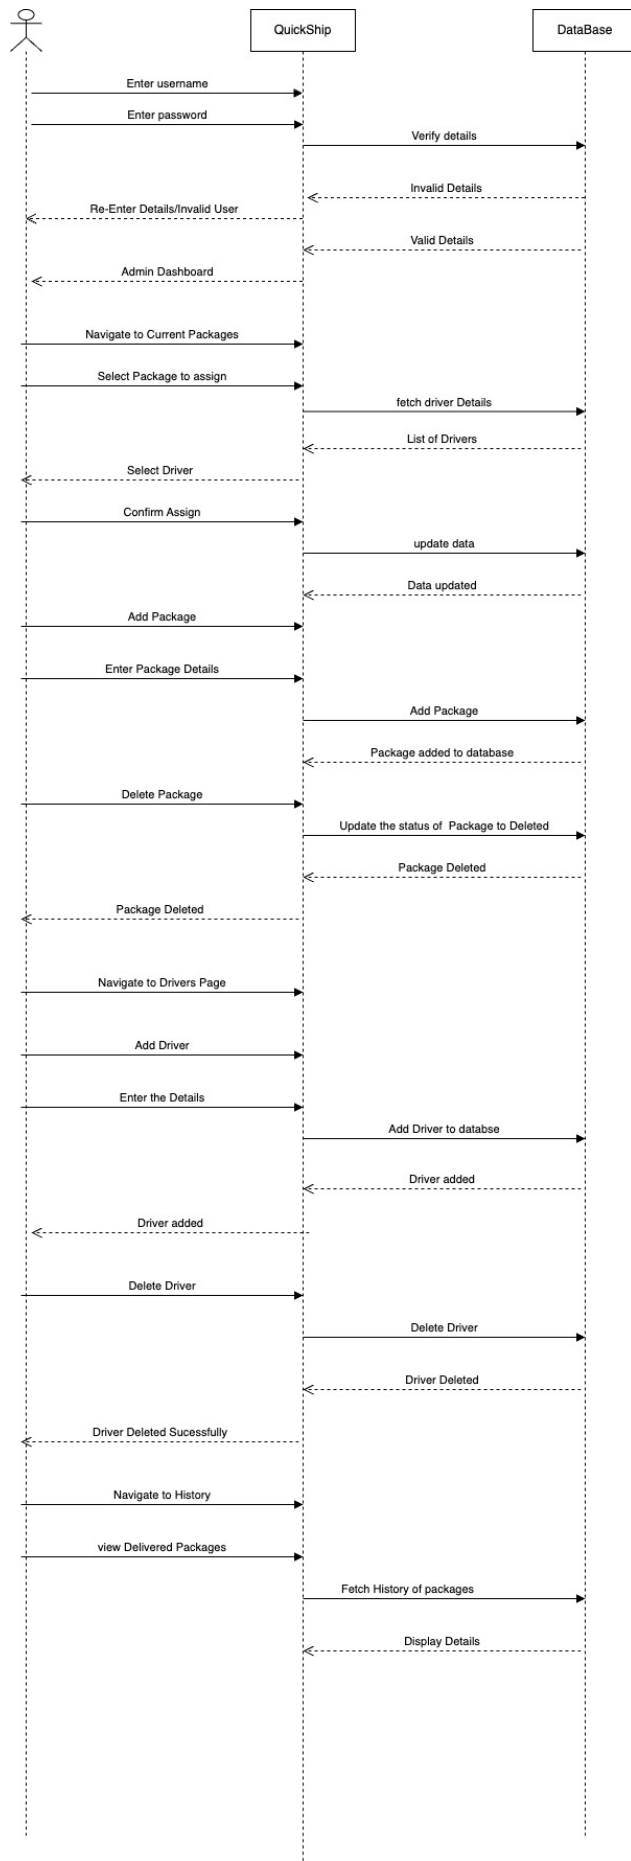 QuickShip
DataBase
Enter username
Enter password
Verify details
Invalid Details
Re-Enter Details/Invalid User
Valid Details
Admin Dashboard
Navigate to Current Packages
Select Package to assign
fetch driver Details
List of Drivers
Select Driver
Confirm Assign
update data
Data updated
Add Package
Enter Package Details
Add Package
Package added to database
Delete Package
Update the status of  Package to Deleted
Package Deleted
Package Deleted
Navigate to Drivers Page
Add Driver
Enter the Details
Add Driver to databse
Driver added
Driver added
Delete Driver
Delete Driver
Driver Deleted
Driver Deleted Sucessfully
Navigate to History
view Delivered Packages
Fetch History of packages
Display Details